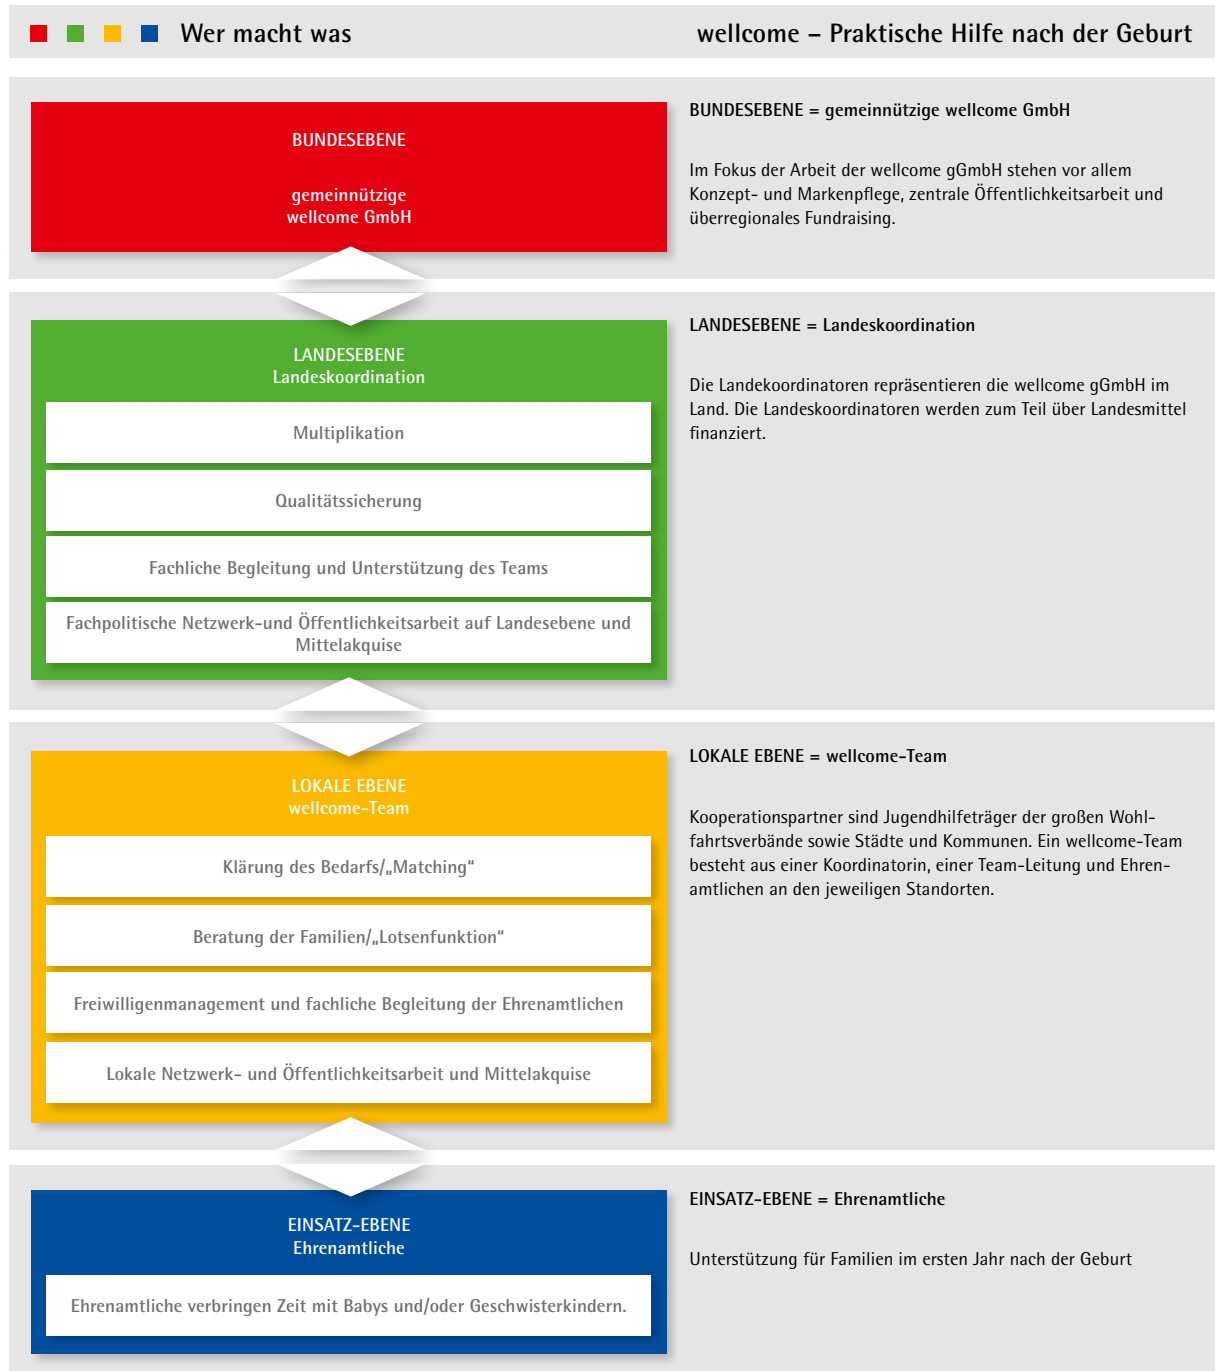 Wer macht was
wellcome – Praktische Hilfe nach der Geburt
BUNDESEBENE
gemeinnützige
wellcome GmbH
BUNDESEBENE = gemeinnützige wellcome GmbH
Im Fokus der Arbeit der wellcome gGmbH stehen vor allem
Konzept- und Markenpflege, zentrale Öffentlichkeitsarbeit und
überregionales Fundraising.
LANDESEBENE
Landeskoordination
Multiplikation
Qualitätssicherung
Fachliche Begleitung und Unterstützung des Teams
Fachpolitische Netzwerk-und Öffentlichkeitsarbeit auf Landesebene und
Mittelakquise
LANDESEBENE = Landeskoordination
Die Landekoordinatoren repräsentieren die wellcome gGmbH im
Land. Die Landeskoordinatoren werden zum Teil über Landesmittel
finanziert.
LOKALE EBENE
wellcome-Team
Klärung des Bedarfs/„Matching“
Beratung der Familien/„Lotsenfunktion“
Freiwilligenmanagement und fachliche Begleitung der Ehrenamtlichen
Lokale Netzwerk- und Öffentlichkeitsarbeit und Mittelakquise
LOKALE EBENE = wellcome-Team
Kooperationspartner sind Jugendhilfeträger der großen Wohl-
fahrtsverbände sowie Städte und Kommunen. Ein wellcome-Team
besteht aus einer Koordinatorin, einer Team-Leitung und Ehren-
amtlichen an den jeweiligen Standorten.
EINSATZ-EBENE
Ehrenamtliche
Ehrenamtliche verbringen Zeit mit Babys und/oder Geschwisterkindern.
EINSATZ-EBENE = Ehrenamtliche
Unterstützung für Familien im ersten Jahr nach der Geburt